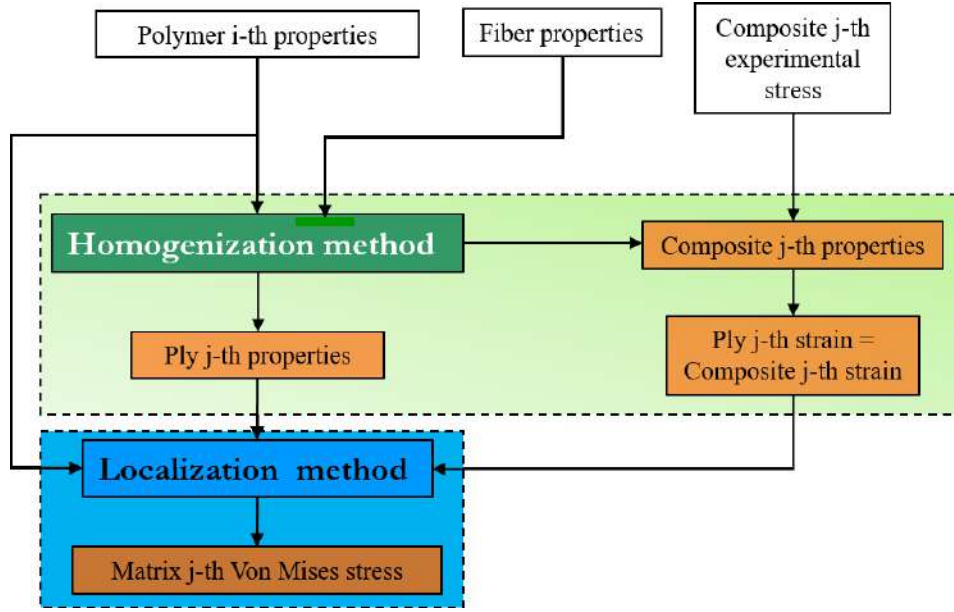 Polymer i-th properties
Fiber properties
Composite j-th
experimental
stress
Homogenization method
Composite j-th properties
Ply j-th properties
Ply j-th strain =
Composite j-th strain
Localization method
Matrix j-th Von Mises stress